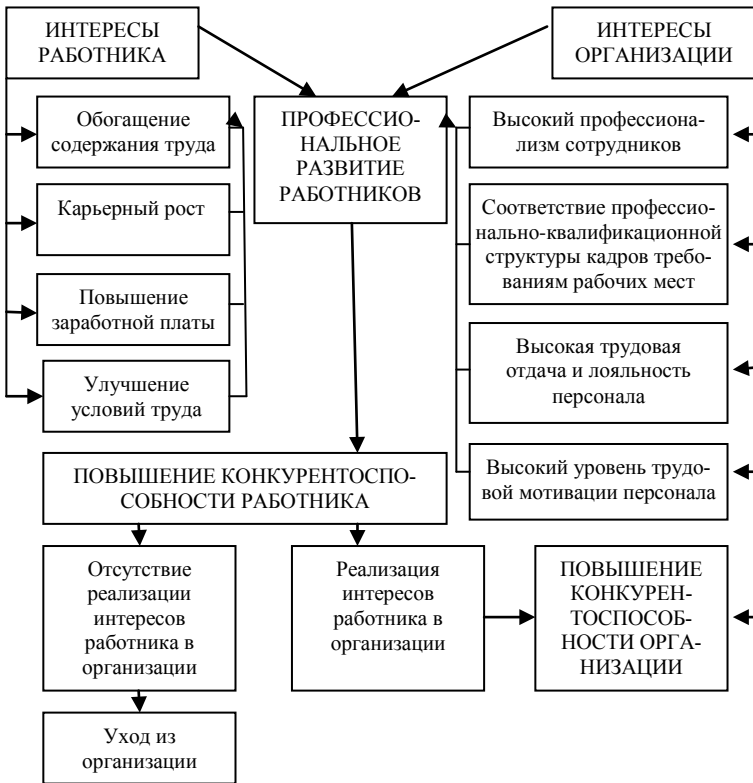 ИНТЕРЕСЫ
РАБОТНИКА
ИНТЕРЕСЫ
ОРГАНИЗАЦИИ
Обогащение
содержания труда
Карьерный рост
Повышение
заработной платы
Улучшение
условий труда
ПРОФЕССИО-
НАЛЬНОЕ
РАЗВИТИЕ
РАБОТНИКОВ
Высокий профессиона-
лизм сотрудников
Соответствие профессио-
нально-квалификационной
структуры кадров требо-
ваниям рабочих мест
Высокая трудовая
отдача и лояльность
персонала
Высокий уровень трудо-
вой мотивации персонала
ПОВЫШЕНИЕ КОНКУРЕНТОСПО-
СОБНОСТИ РАБОТНИКА
Отсутствие
реализации
интересов
работника в
организации
Реализация
интересов
работника в
организации
ПОВЫШЕНИЕ
КОНКУРЕН-
ТОСПОСОБ-
НОСТИ ОРГА-
НИЗАЦИИ
Уход из
организации